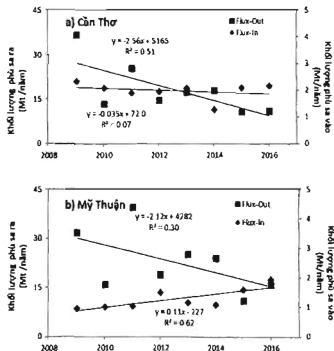 45
5
a) Cần Thơ
Flux-Out
y = -2.56x + 5165
Flux-In
R² = 0.51
4
30
3
Khối lượng phù sa ra
(Mt/năm)
Khối lượng phù sa vào
(Mt/năm)
2
15
y = -0.035x + 72.0
R² = 0.07
1
0
0
2008 2010 2012 2014 2016
45
5
b) Mỹ Thuận
Flux-Out
y = -2.12x + 4282
Flux-In
R² = 0.30
4
30
3
Khối lượng phù sa ra
(Mt/năm)
Khối lượng phù sa vào
(Mt/năm)
2
15
1
y = 0.11x - 227
R² = 0.62
0
0
2008 2010 2012 2014 2016